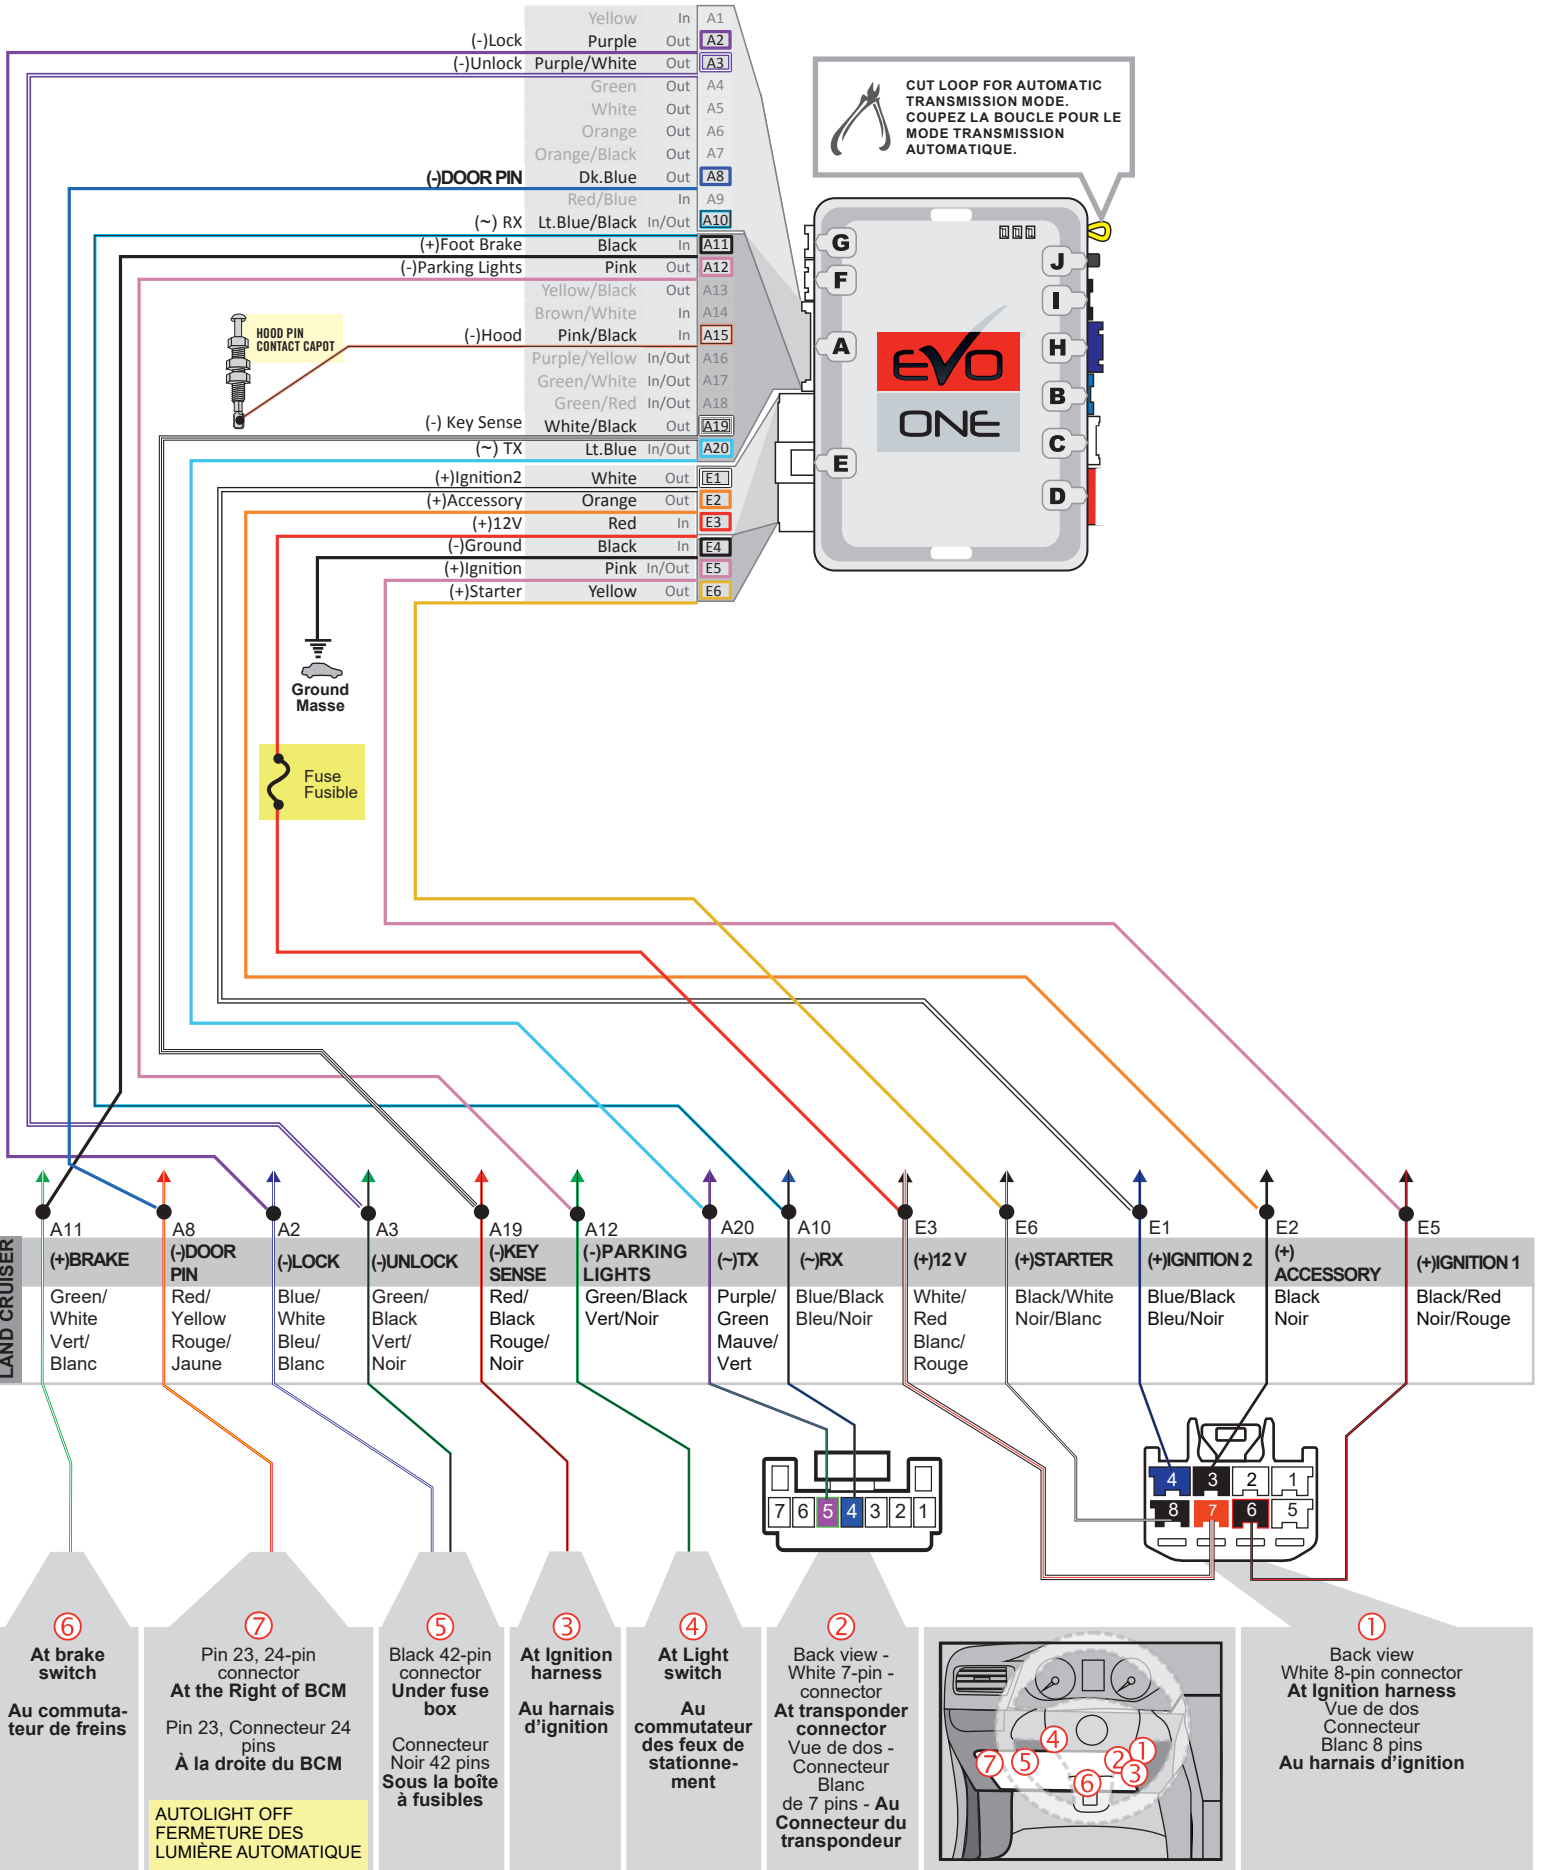 Yellow In A1
(-)Lock Purple Out A2
(-)Unlock Purple/White Out A3
Green Out A4
White Out A5
Orange Out A6
Orange/Black Out A7
(-)DOOR PIN Dk.Blue Out A8
Red/Blue In A9
(~) RX Lt.Blue/Black In/Out A10
(+)Foot Brake Black In A11
(-)Parking Lights Pink Out A12
Yellow/Black Out A13
Brown/White In A14
(-)Hood Pink/Black In A15
Purple/Yellow In/Out A16
Green/White In/Out A17
Green/Red In/Out A18
(-) Key Sense White/Black Out A19
(~) TX Lt.Blue In/Out A20
(+)Ignition2 White Out E1
(+)Accessory Orange Out E2
(+)12V Red In E3
(-)Ground Black In E4
(+)Ignition Pink In/Out E5
(+)Starter Yellow Out E6
HOOD PIN
CONTACT CAPOT
CUT LOOP FOR AUTOMATIC
TRANSMISSION MODE.
COUPEZ LA BOUCLE POUR LE
MODE TRANSMISSION
AUTOMATIQUE.
G
F
A
E
J
I
H
B
C
D
EVO
ONE
Ground
Masse
Fuse
Fusible
LAND CRUISER
A11
(+)BRAKE
Green/
White
Vert/
Blanc
A8
(-)DOOR
PIN
Red/
Yellow
Rouge/
Jaune
A2
(-)LOCK
Blue/
White
Bleu/
Blanc
A3
(-)UNLOCK
Green/
Black
Vert/
Noir
A19
(-)KEY
SENSE
Red/
Black
Rouge/
Noir
A12
(-)PARKING
LIGHTS
Green/Black
Vert/Noir
A20
(~)TX
Purple/
Green
Mauve/
Vert
A10
(~)RX
Blue/Black
Bleu/Noir
E3
(+)12 V
White/
Red
Blanc/
Rouge
E6
(+)STARTER
Black/White
Noir/Blanc
E1
(+)IGNITION 2
Blue/Black
Bleu/Noir
E2
(+)
ACCESSORY
Black
Noir
E5
(+)IGNITION 1
Black/Red
Noir/Rouge
7 6 5 4 3 2 1
4 3 2 1
8 7 6 5
6
At brake
switch
Au commuta-
teur de freins
7
Pin 23, 24-pin
connector
At the Right of BCM
Pin 23, Connecteur 24
pins
À la droite du BCM
AUTOLIGHT OFF
FERMETURE DES
LUMIÈRE AUTOMATIQUE
5
Black 42-pin
connector
Under fuse
box
Connecteur
Noir 42 pins
Sous la boîte
à fusibles
3
At Ignition
harness
Au harnais
d'ignition
4
At Light
switch
Au
commutateur
des feux de
stationne-
ment
2
Back view -
White 7-pin -
connector
At transponder
connector
Vue de dos -
Connecteur
Blanc
de 7 pins - Au
Connecteur du
transpondeur
4
7 5 2 1
3
6
1
Back view
White 8-pin connector
At Ignition harness
Vue de dos
Connecteur
Blanc 8 pins
Au harnais d'ignition